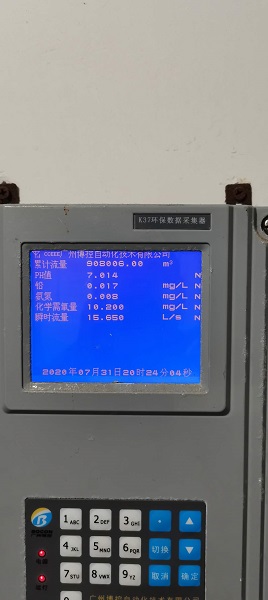 K37环保数据采集器
广州博控自动化技术有限公司
累计流量 908006.00 m³
PH值 7.014 N
铅 0.017 mg/L N
氨氮 0.008 mg/L N
化学需氧量 10.200 mg/L N
瞬时流量 15.650 L/s N
2020年07月31日20时24分04秒
1ABC 2DEF 3GHI · ▲
4JKL 5MNO 6PQR 切换 ▼
7STU 8VWX 9YZ 取消 确定